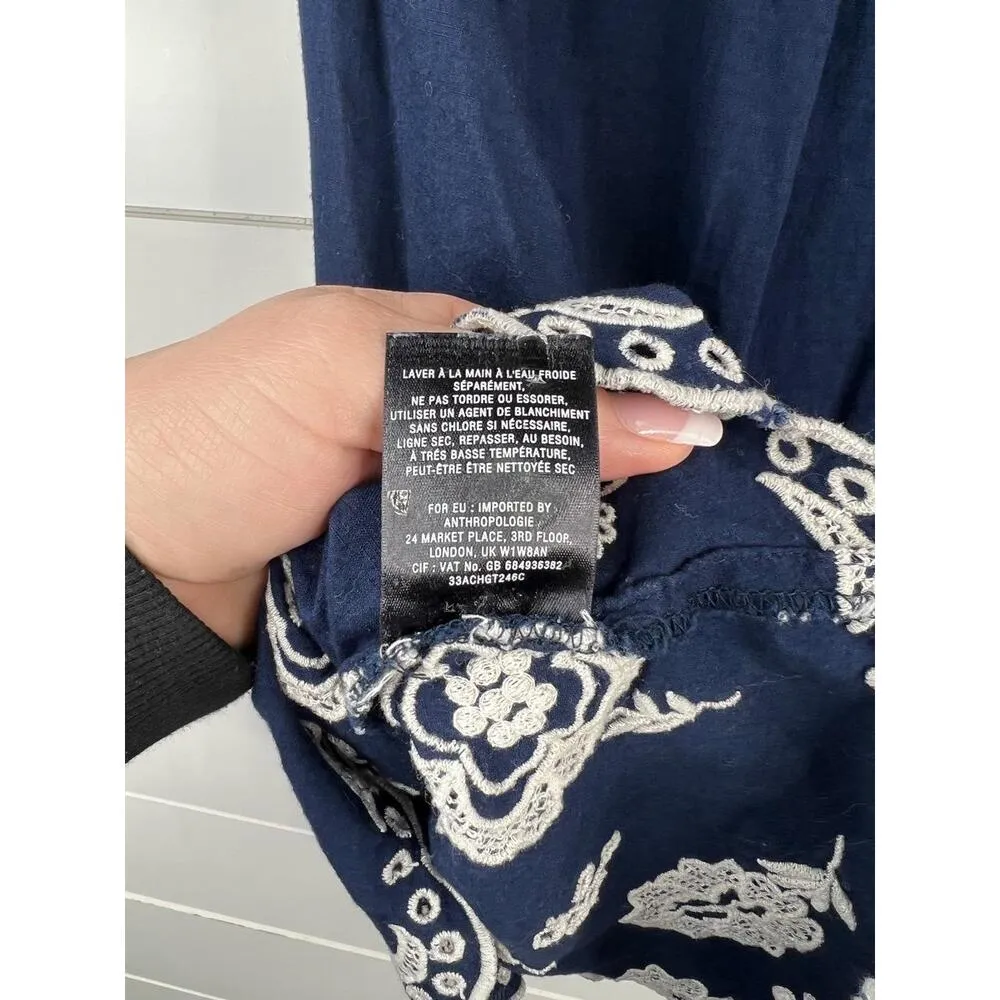 LAVER À LA MAIN À L'EAU FROIDE
SÉPARÉMENT,
NE PAS TORDRE OU ESSORER,
UTILISER UN AGENT DE BLANCHIMENT
SANS CHLORE SI NÉCESSAIRE,
LIGNE SEC, REPASSER, AU BESOIN,
À TRÉS BASSE TEMPÉRATURE,
PEUT-ÊTRE ÊTRE NETTOYÉE SEC
FOR EU : IMPORTED BY
ANTHROPOLOGIE
24 MARKET PLACE, 3RD FLOOR,
LONDON, UK W1W8AN
CIF : VAT No. GB 684936382
33ACHGT246C